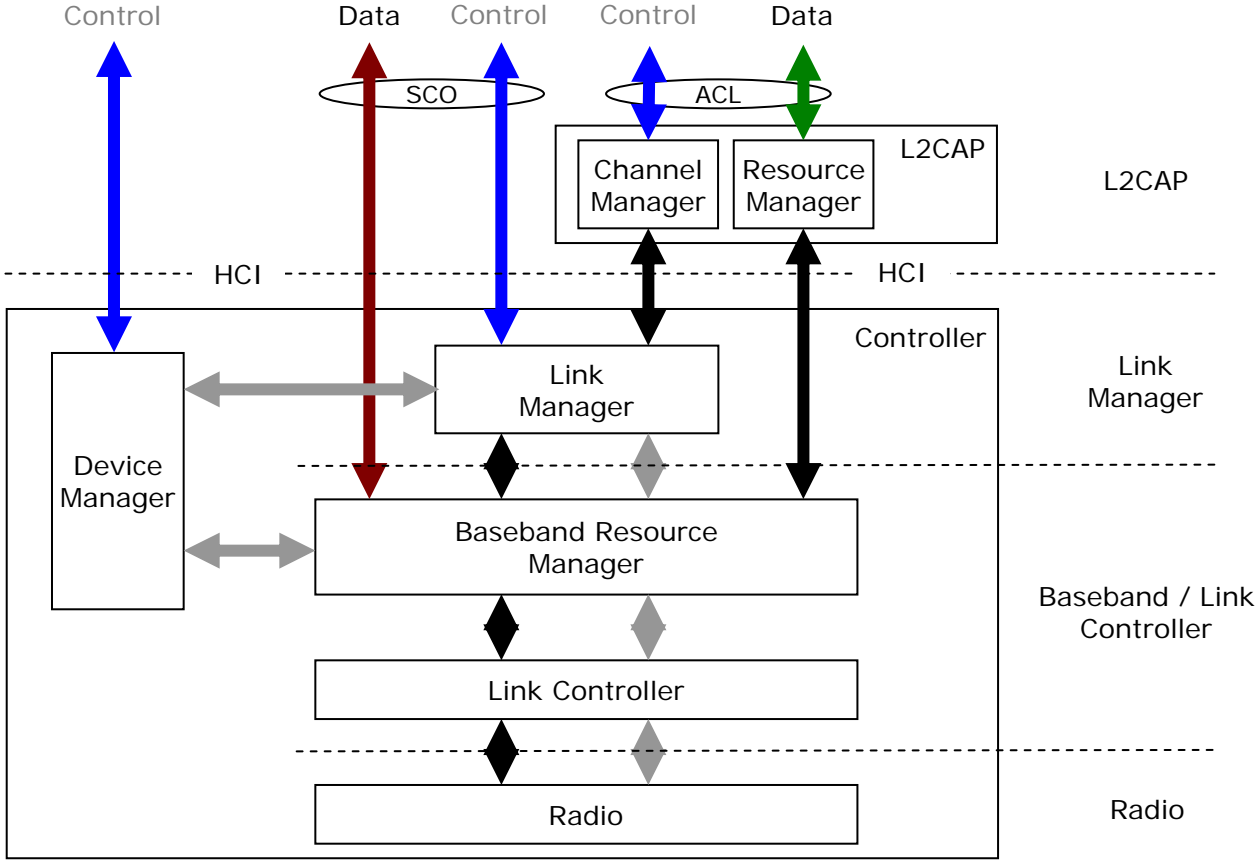 Control
Data
Control
Control
Data
SCO
ACL
L2CAP
Channel
Manager
Resource
Manager
L2CAP
HCI
HCI
Controller
Link
Manager
Link
Manager
Device
Manager
Baseband Resource
Manager
Baseband / Link
Controller
Link Controller
Radio
Radio